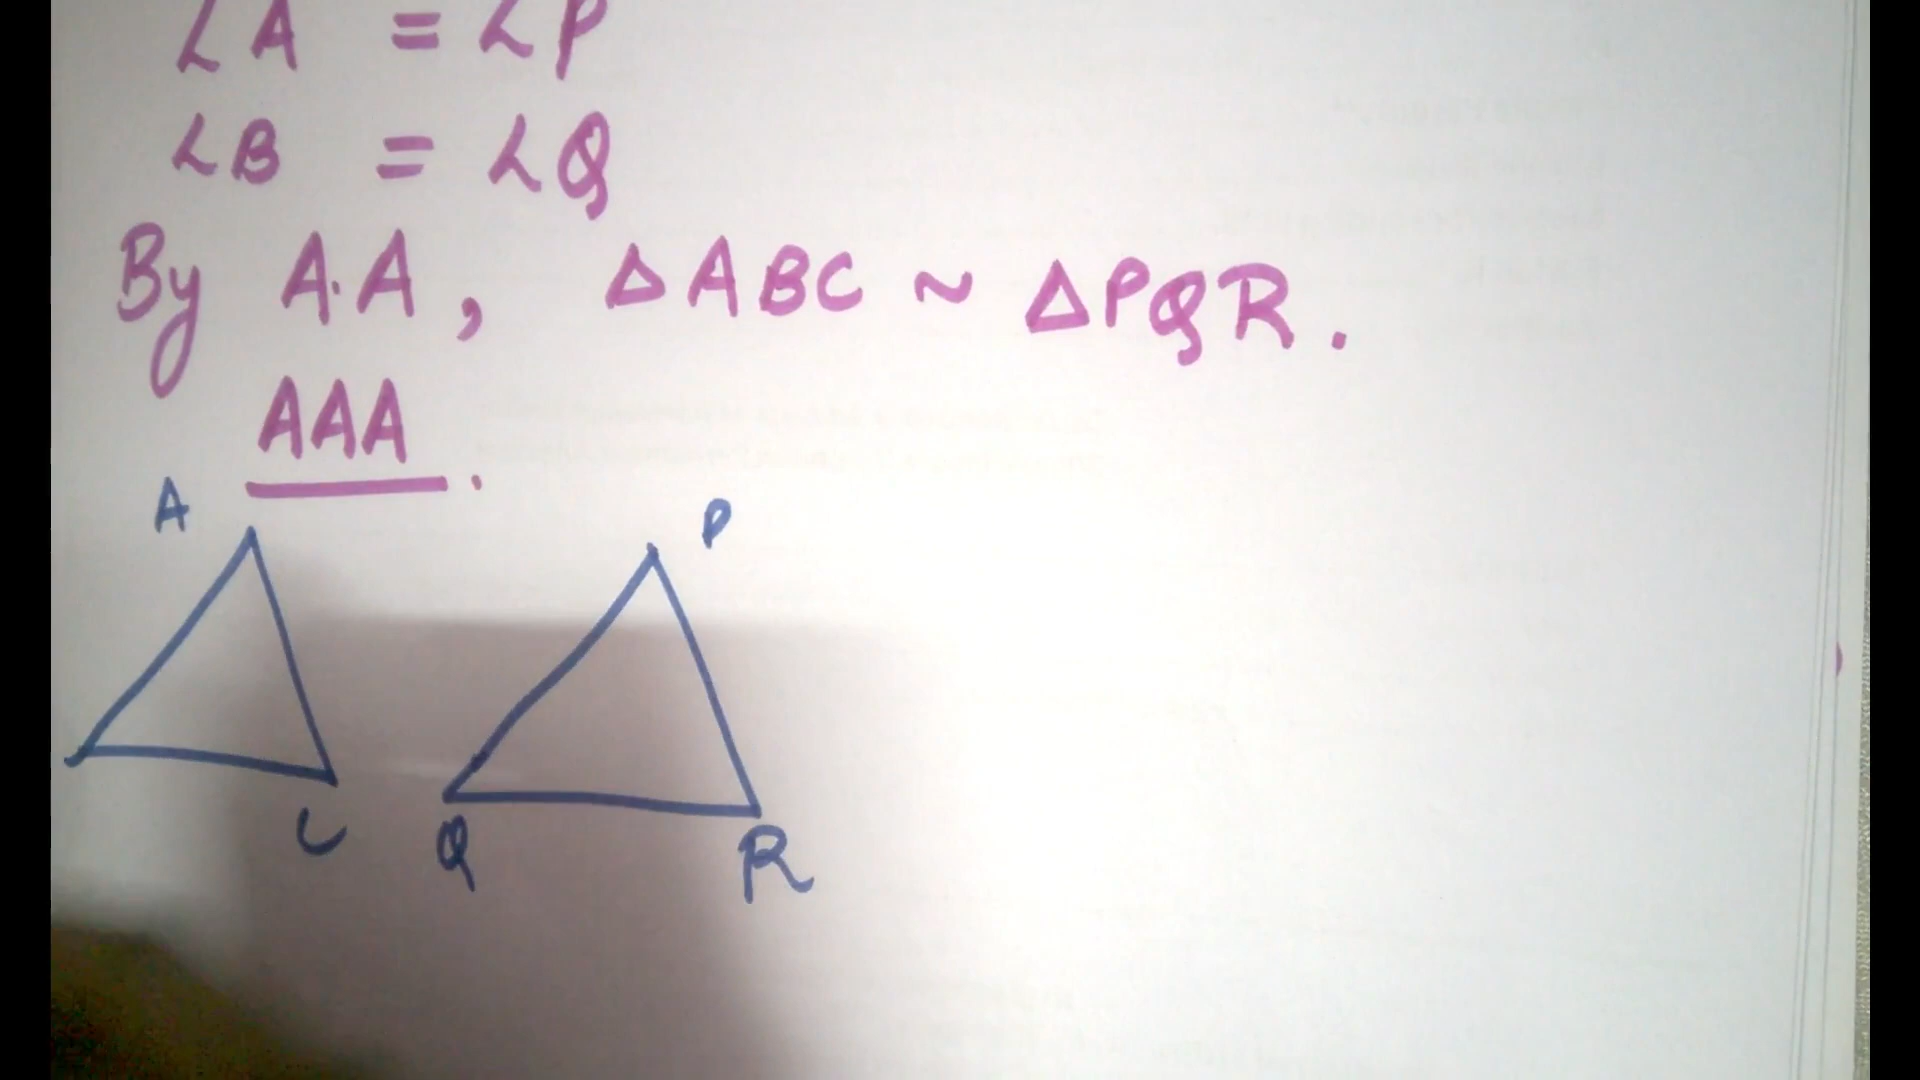 ∠A = ∠P
∠B = ∠Q
By A.A, ΔABC ~ ΔPQR.
AAA.
A P
C Q R